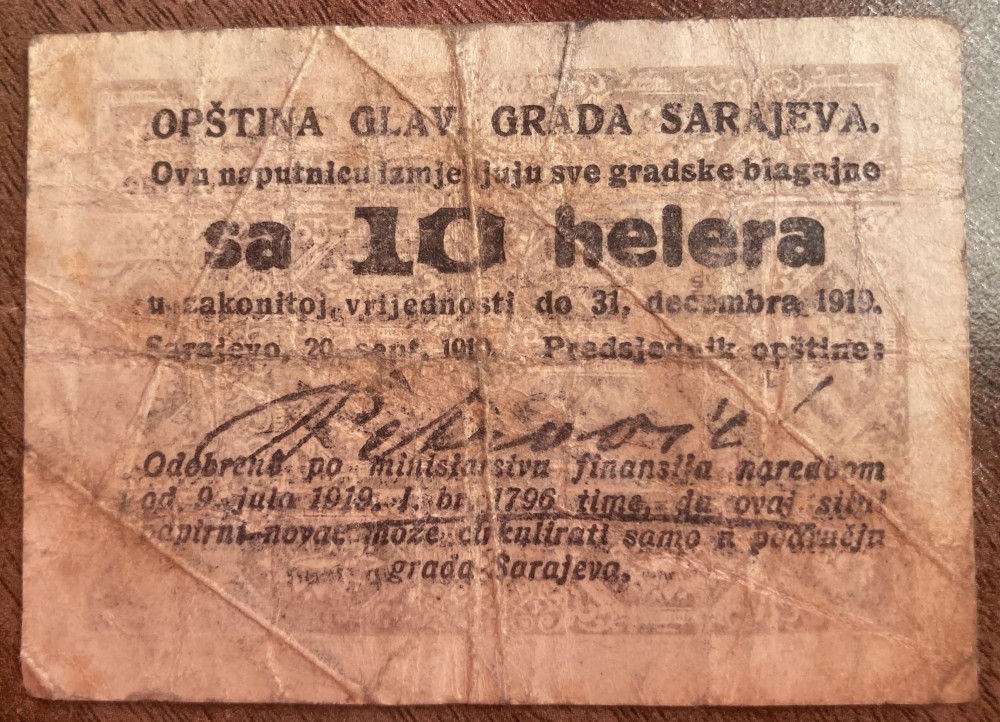 OPŠTINA GLAV. GRADA SARAJEVA.
Ovu naputnicu izmjenjuju sve gradske blagajne
sa 10 helera
u zakonitoj vrijednosti do 31. decembra 1919.
Sarajevo, 20. sept. 1919. Predsjednik opštine:
Odobreno po ministarstvu finansija naredbom
od 9. jula 1919. J. br. 1796 time, da ovaj sitni
papirni novac može cirkulirati samo u području
grada Sarajeva.